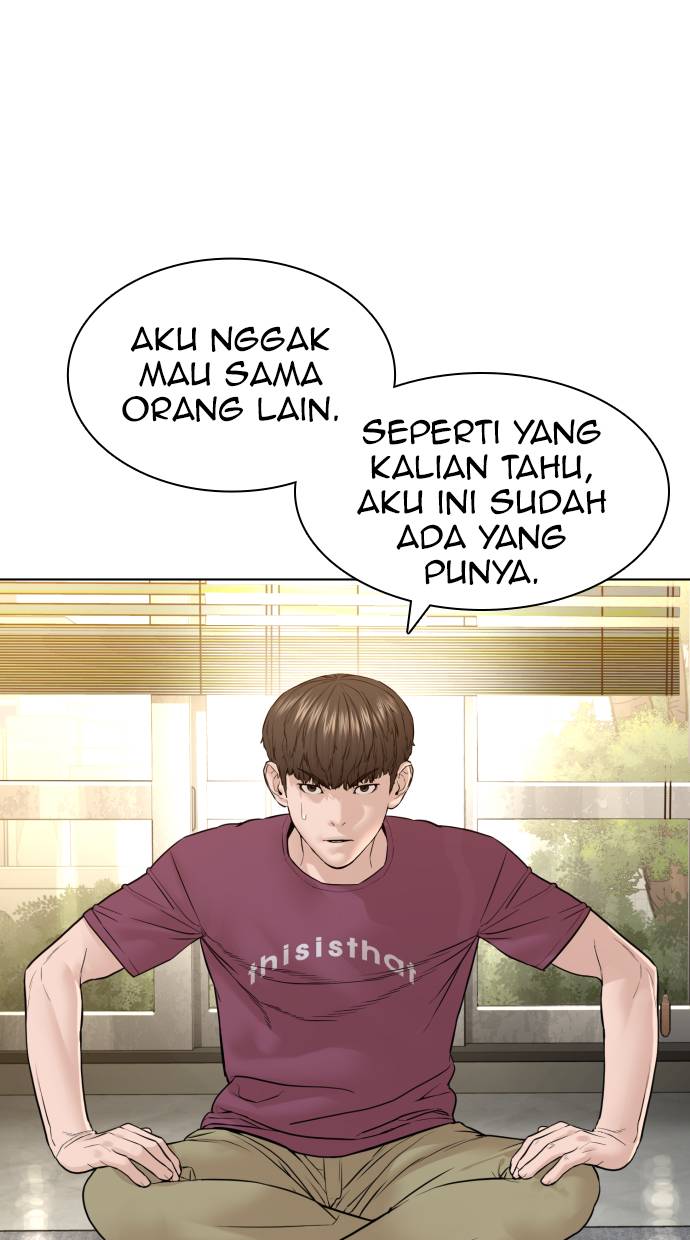 AKU NGGAK
MAU SAMA
ORANG LAIN.
SEPERTI YANG
KALIAN TAHU,
AKU INI SUDAH
ADA YANG
PUNYA.
thisisthat